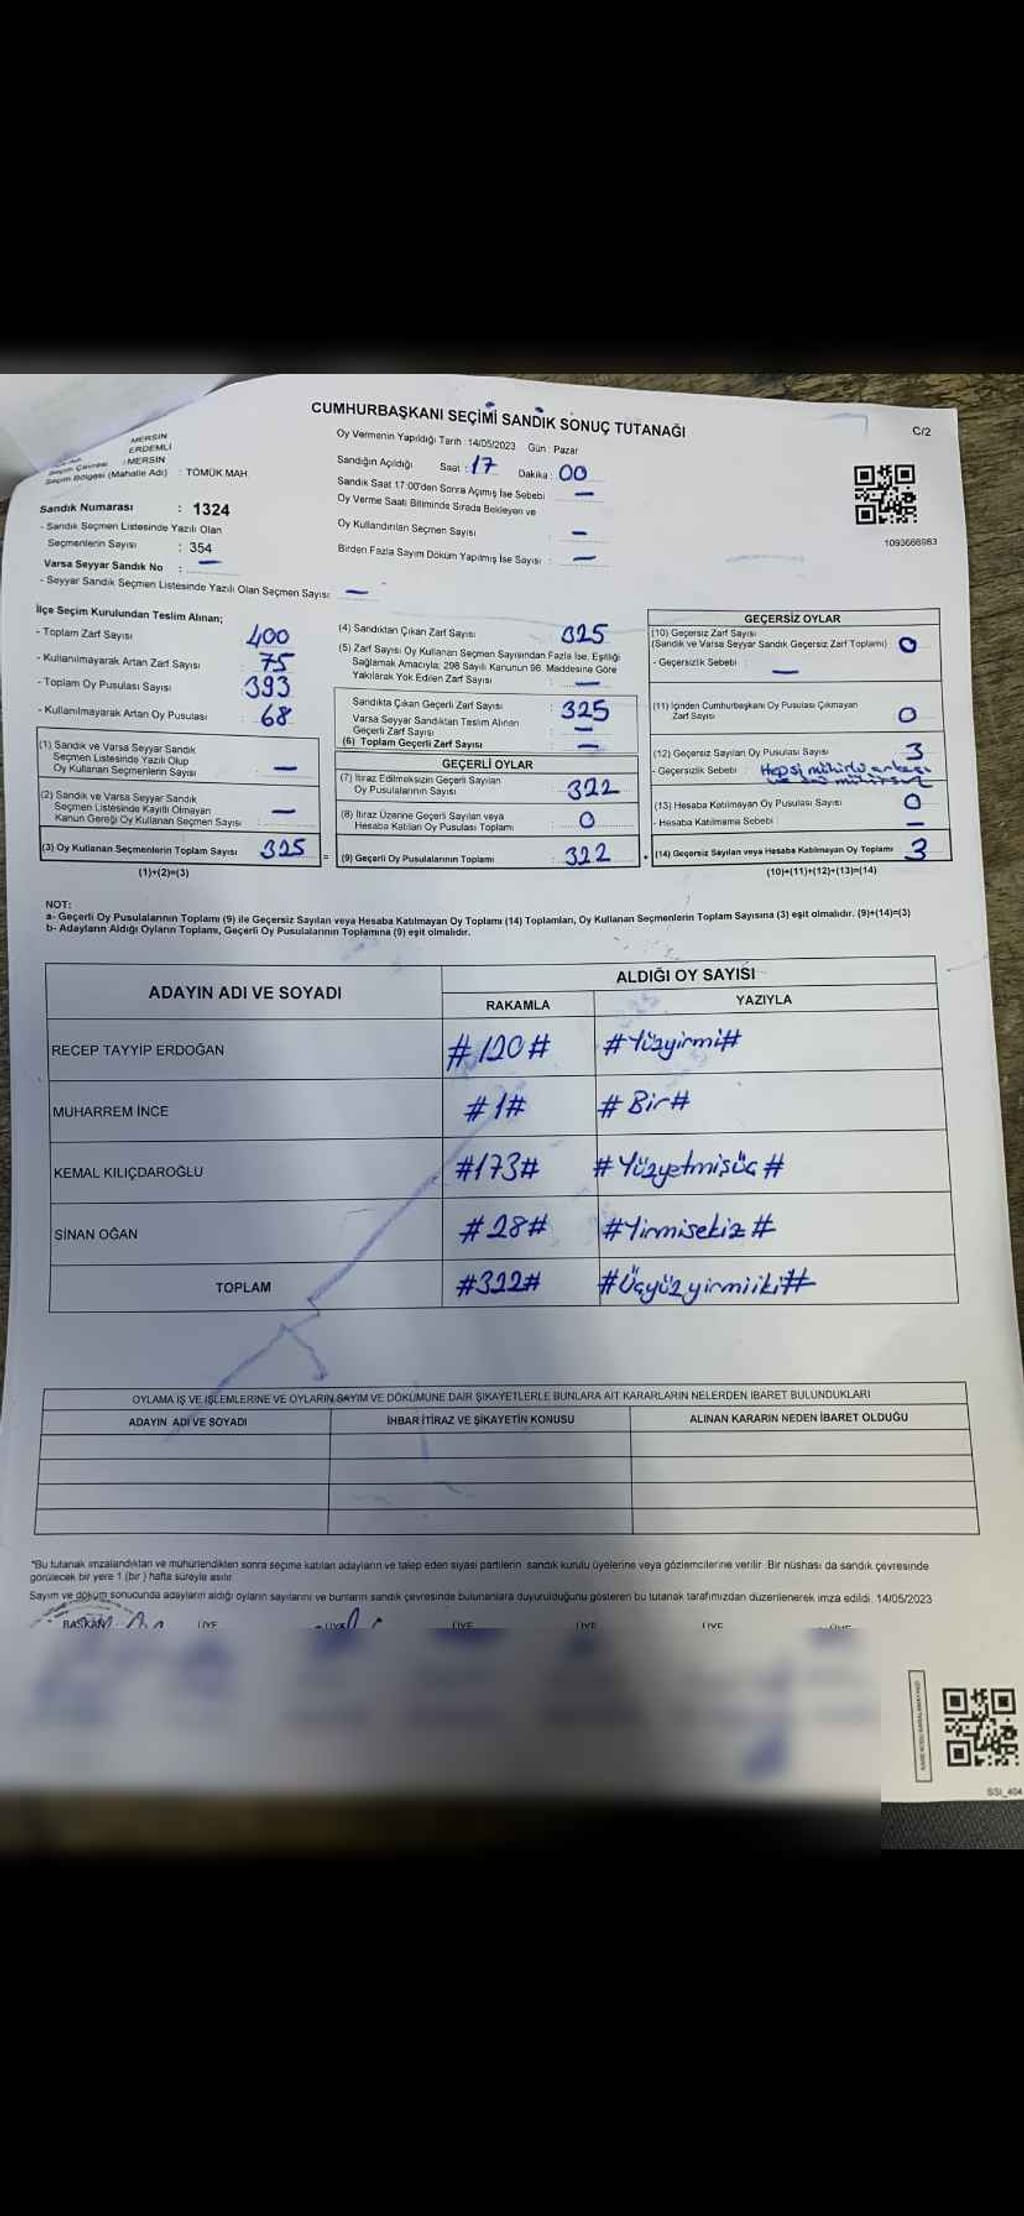 CUMHURBAŞKANI SEÇİMİ SANDIK SONUÇ TUTANAĞI
C/2
MERSİN
ERDEMLİ
Seçim Çevresi : MERSİN
Seçim Bölgesi (Mahalle Adı) : TÖMÜK MAH.
Oy Vermenin Yapıldığı Tarih : 14/05/2023 Gün : Pazar
Sandığın Açıldığı Saat : 17 Dakika : 00
Sandık Saat 17:00'den Sonra Açımış İse Sebebi : —
Oy Verme Saati Bitiminde Sırada Bekleyen ve
Oy Kullandırılan Seçmen Sayısı : —
Birden Fazla Sayım Döküm Yapılmış İse Sayısı : —
1093666983
Sandık Numarası : 1324
- Sandık Seçmen Listesinde Yazılı Olan
Seçmenlerin Sayısı : 354
Varsa Seyyar Sandık No : —
- Seyyar Sandık Seçmen Listesinde Yazılı Olan Seçmen Sayısı : —
İlçe Seçim Kurulundan Teslim Alınan;
- Toplam Zarf Sayısı : 400
- Kullanılmayarak Artan Zarf Sayısı : 75
- Toplam Oy Pusulası Sayısı : 393
- Kullanılmayarak Artan Oy Pusulası : 68
(1) Sandık ve Varsa Seyyar Sandık
Seçmen Listesinde Yazılı Olup
Oy Kullanan Seçmenlerin Sayısı : —
(2) Sandık ve Varsa Seyyar Sandık
Seçmen Listesinde Kayıtlı Olmayan
Kanun Gereği Oy Kullanan Seçmen Sayısı : —
(3) Oy Kullanan Seçmenlerin Toplam Sayısı : 325
(1)+(2)=(3)
(4) Sandıktan Çıkan Zarf Sayısı : 325
(5) Zarf Sayısı Oy Kullanan Seçmen Sayısından Fazla İse, Eşitliği
Sağlamak Amacıyla; 298 Sayılı Kanunun 98. Maddesine Göre
Yakılarak Yok Edilen Zarf Sayısı : —
Sandıkta Çıkan Geçerli Zarf Sayısı : 325
Varsa Seyyar Sandıktan Teslim Alınan
Geçerli Zarf Sayısı : —
(6) Toplam Geçerli Zarf Sayısı : —
GEÇERLİ OYLAR
(7) İtiraz Edilmeksizin Geçerli Sayılan
Oy Pusulalarının Sayısı : 322
(8) İtiraz Üzerine Geçerli Sayılan veya
Hesaba Katılan Oy Pusulası Toplamı : 0
(9) Geçerli Oy Pusulalarının Toplamı : 322
GEÇERSİZ OYLAR
(10) Geçersiz Zarf Sayısı
(Sandık ve Varsa Seyyar Sandık Geçersiz Zarf Toplamı) : 0
- Geçersizlik Sebebi : —
(11) İçinden Cumhurbaşkanı Oy Pusulası Çıkmayan
Zarf Sayısı : 0
(12) Geçersiz Sayılan Oy Pusulası Sayısı : 3
- Geçersizlik Sebebi : Hepsi mühürlü
(13) Hesaba Katılmayan Oy Pusulası Sayısı : 0
- Hesaba Katılmama Sebebi : —
(14) Geçersiz Sayılan veya Hesaba Katılmayan Oy Toplamı : 3
(10)+(11)+(12)+(13)=(14)
NOT:
a- Geçerli Oy Pusulalarının Toplamı (9) ile Geçersiz Sayılan veya Hesaba Katılmayan Oy Toplamı (14) Toplamları, Oy Kullanan Seçmenlerin Toplam Sayısına (3) eşit olmalıdır. (9)+(14)=(3)
b- Adayların Aldığı Oyların Toplamı, Geçerli Oy Pusulalarının Toplamına (9) eşit olmalıdır.
ADAYIN ADI VE SOYADI
ALDIĞI OY SAYISI
RAKAMLA YAZIYLA
RECEP TAYYİP ERDOĞAN #120# #Yüzyirmi#
MUHARREM İNCE #1# #Bir#
KEMAL KILIÇDAROĞLU #173# #Yüzyetmişüç#
SİNAN OĞAN #28# #Yirmisekiz#
TOPLAM #322# #Üçyüzyirmiiki#
OYLAMA İŞ VE İŞLEMLERİNE VE OYLARIN SAYIM VE DÖKÜMÜNE DAİR ŞİKAYETLERLE BUNLARA AİT KARARLARIN NELERDEN İBARET BULUNDUKLARI
ADAYIN ADI VE SOYADI İHBAR İTİRAZ VE ŞİKAYETİN KONUSU ALINAN KARARIN NEDEN İBARET OLDUĞU
*Bu tutanak imzalandıktan ve mühürlendikten sonra seçime katılan adayların ve talep eden siyasi partilerin sandık kurulu üyelerine veya gözlemcilerine verilir. Bir nüshası da sandık çevresinde
görülecek bir yere 1 (bir) hafta süreyle asılır.
Sayım ve döküm sonucunda adayların aldığı oyların sayılarını ve bunların sandık çevresinde bulunanlara duyurulduğunu gösteren bu tutanak tarafımızdan düzenlenerek imza edildi. 14/05/2023
BAŞKAN ÜYE ÜYE ÜYE ÜYE ÜYE ÜYE
SSI_404